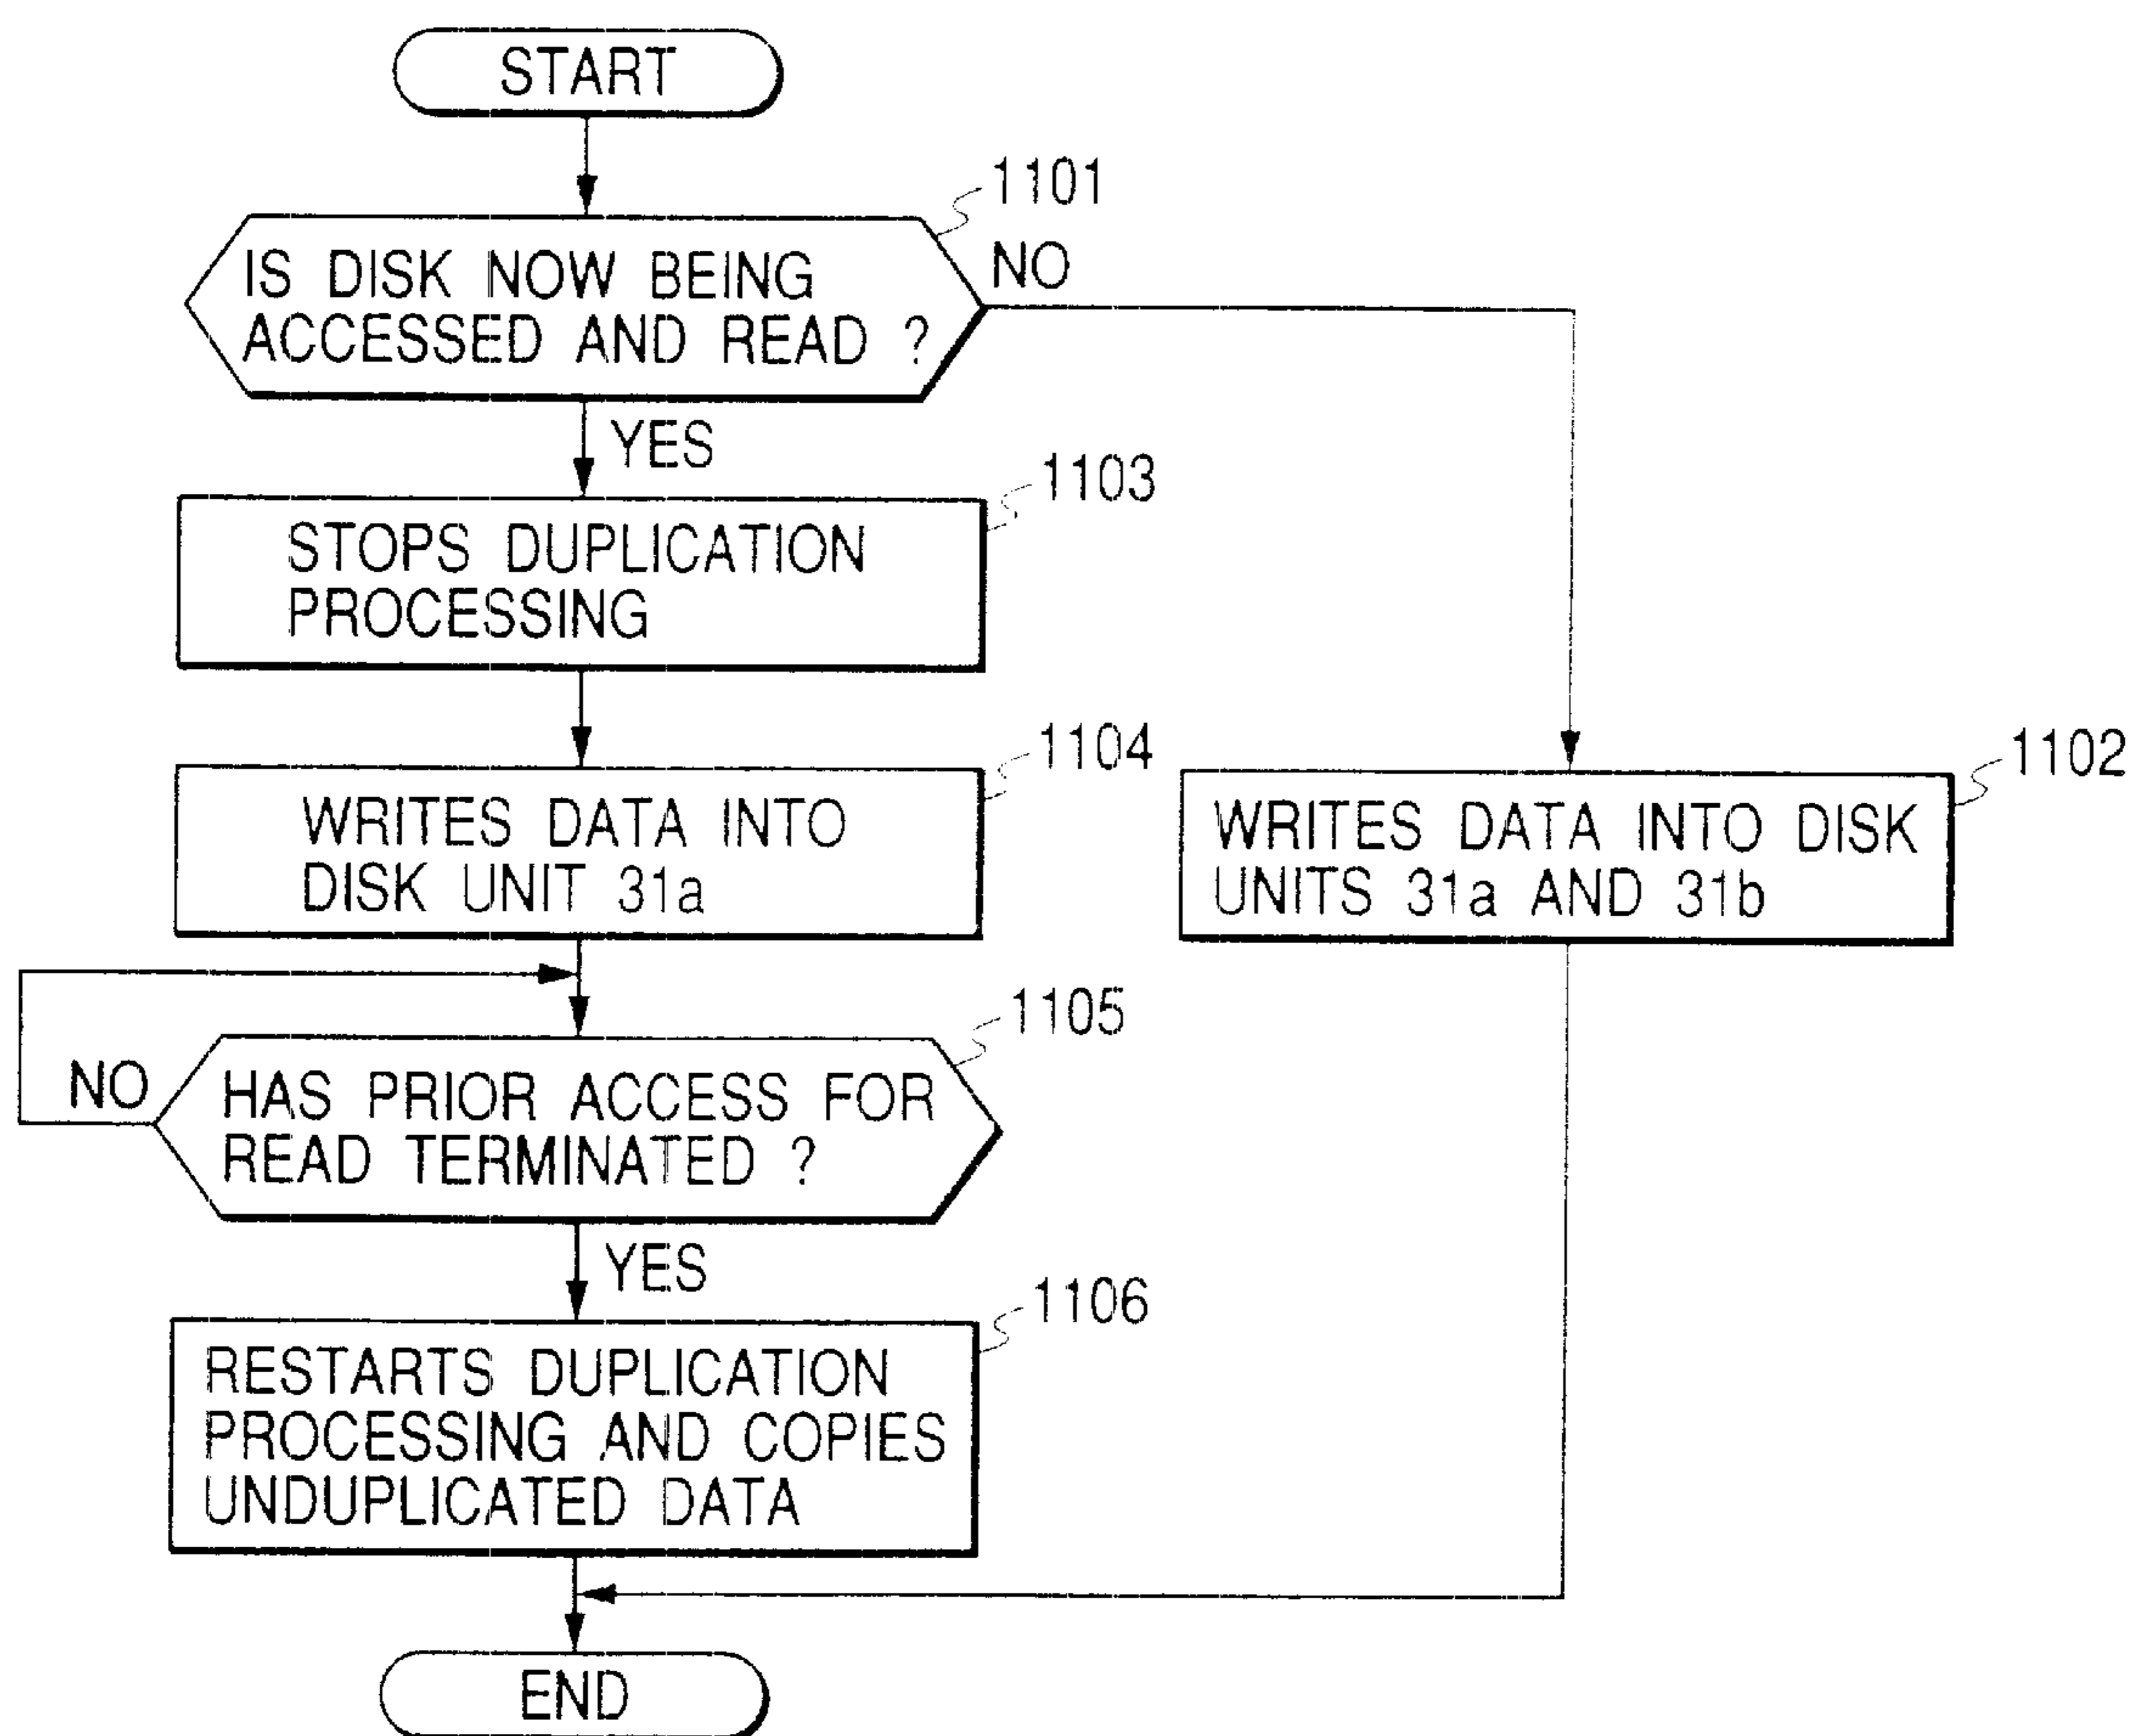 START
1101
IS DISK NOW BEING
ACCESSED AND READ ?
NO
YES
1103
STOPS DUPLICATION
PROCESSING
1104
WRITES DATA INTO
DISK UNIT 31a
1102
WRITES DATA INTO DISK
UNITS 31a AND 31b
1105
NO
HAS PRIOR ACCESS FOR
READ TERMINATED ?
YES
1106
RESTARTS DUPLICATION
PROCESSING AND COPIES
UNDUPLICATED DATA
END